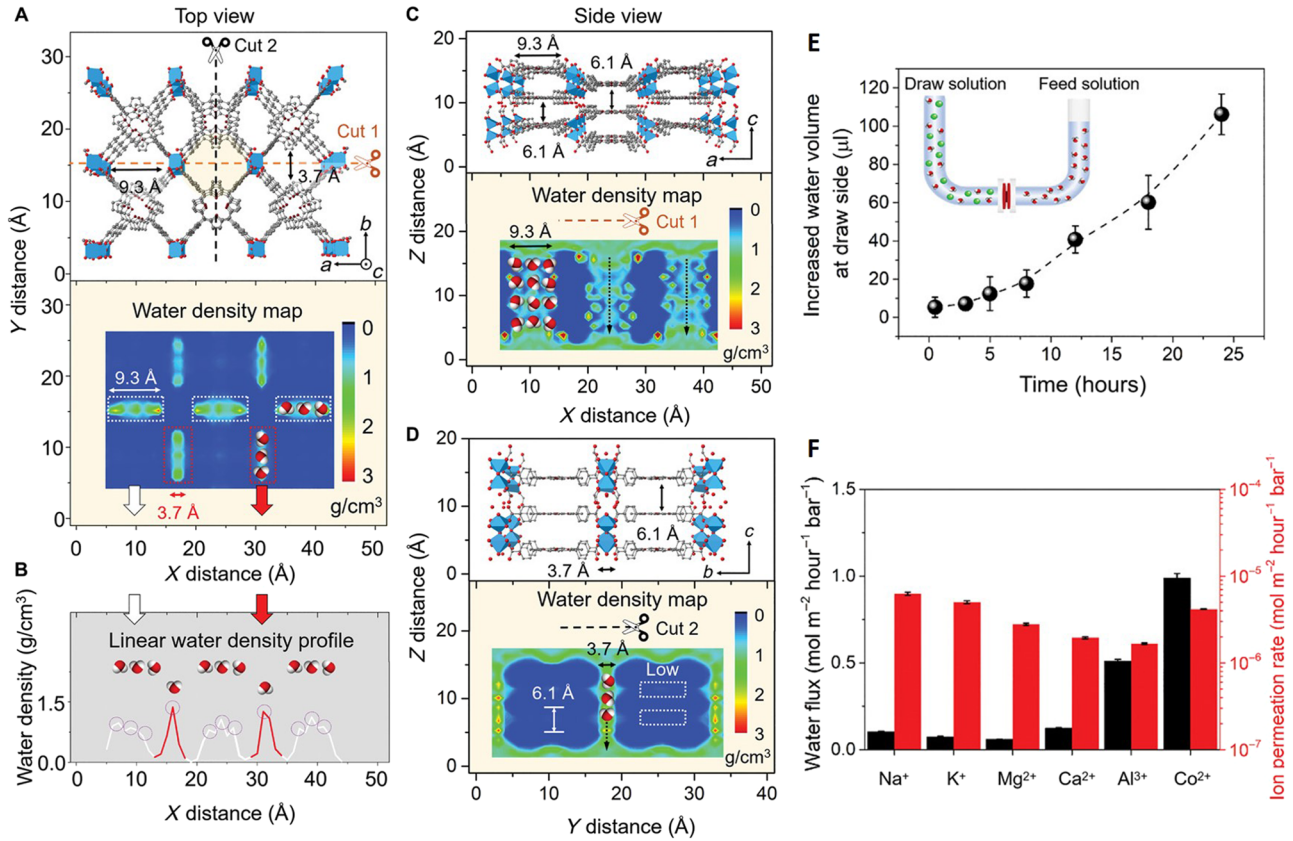 A
Top view
Cut 2
Cut 1
9.3 Å
3.7 Å
b
a
c
30
20
10
0
Y distance (Å)
Water density map
30
25
20
15
10
5
0
9.3 Å
3.7 Å
0
1
2
3
g/cm³
0 10 20 30 40 50
X distance (Å)
B
Linear water density profile
Water density (g/cm³)
1.5
0.0
0 10 20 30 40 50
X distance (Å)
C
Side view
9.3 Å
6.1 Å
6.1 Å
c
a
20
15
10
5
0
Z distance (Å)
Water density map
Cut 1
9.3 Å
20
10
0
0
1
2
3
g/cm³
0 10 20 30 40 50
X distance (Å)
D
20
10
0
6.1 Å
3.7 Å
c
b
Z distance (Å)
Water density map
Cut 2
3.7 Å
Low
6.1 Å
20
10
0
0
1
2
3
g/cm³
0 10 20 30 40
Y distance (Å)
E
Draw solution
Feed solution
Increased water volume
at draw side (µl)
120
100
80
60
40
20
0
0 5 10 15 20 25
Time (hours)
F
Water flux (mol m⁻² hour⁻¹ bar⁻¹)
1.5
1.0
0.5
0.0
Na⁺ K⁺ Mg²⁺ Ca²⁺ Al³⁺ Co²⁺
10⁻⁴
10⁻⁵
10⁻⁶
10⁻⁷
Ion permeation rate (mol m⁻² hour⁻¹ bar⁻¹)